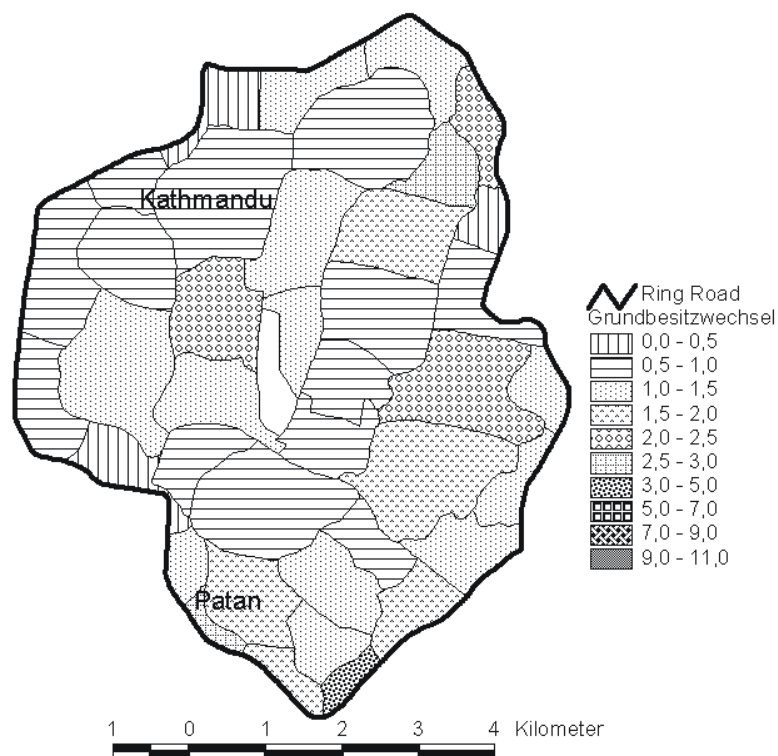 Kathmandu
Patan
Ring Road
Grundbesitzwechsel
0,0 - 0,5
0,5 - 1,0
1,0 - 1,5
1,5 - 2,0
2,0 - 2,5
2,5 - 3,0
3,0 - 5,0
5,0 - 7,0
7,0 - 9,0
9,0 - 11,0
1 0 1 2 3 4 Kilometer